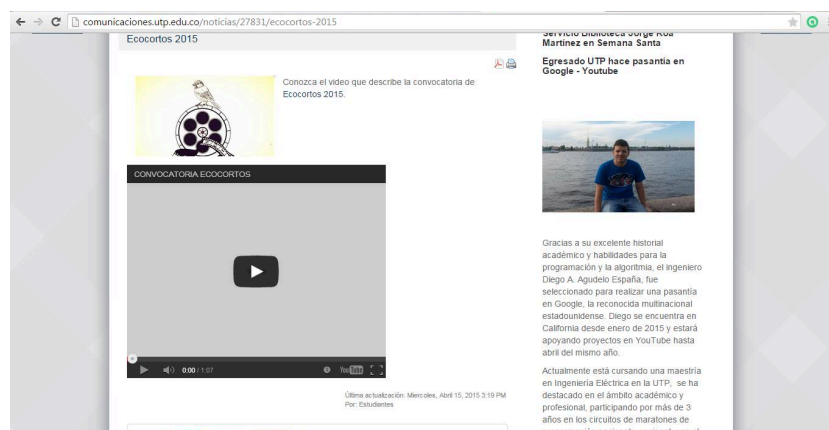 comunicaciones.utp.edu.co/noticias/27831/ecocortos-2015
Ecocortos 2015
Conozca el video que describe la convocatoria de
Ecocortos 2015.
CONVOCATORIA ECOCORTOS
0:00 / 1:07
YouTube
Última actualización: Miercoles, Abril 15, 2015 3:19 PM
Por: Estudiantes
Servicio Biblioteca Jorge Roa
Martínez en Semana Santa
Egresado UTP hace pasantía en
Google - Youtube
Gracias a su excelente historial
académico y habilidades para la
programación y la algoritmia, el ingeniero
Diego A. Agudelo España, fue
seleccionado para realizar una pasantía
en Google, la reconocida multinacional
estadounidense. Diego se encuentra en
California desde enero de 2015 y estará
apoyando proyectos en YouTube hasta
abril del mismo año.
Actualmente está cursando una maestría
en Ingeniería Eléctrica en la UTP, se ha
destacado en el ámbito académico y
profesional, participando por más de 3
años en los circuitos de maratones de